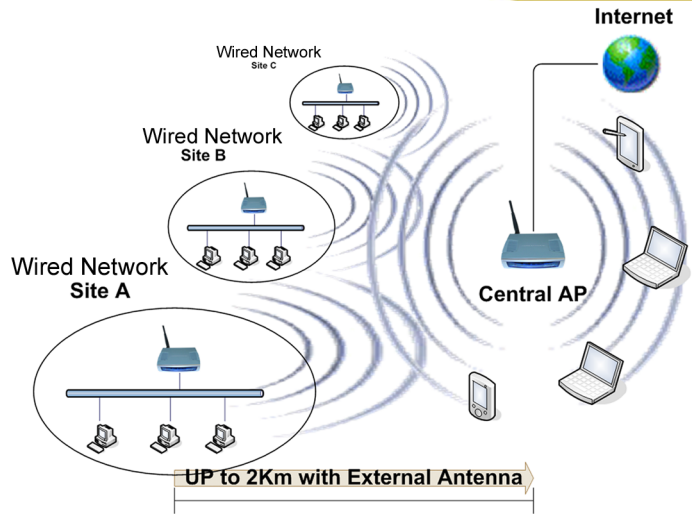 Internet
Wired Network
Site C
Wired Network
Site B
Wired Network
Site A
Central AP
UP to 2Km with External Antenna